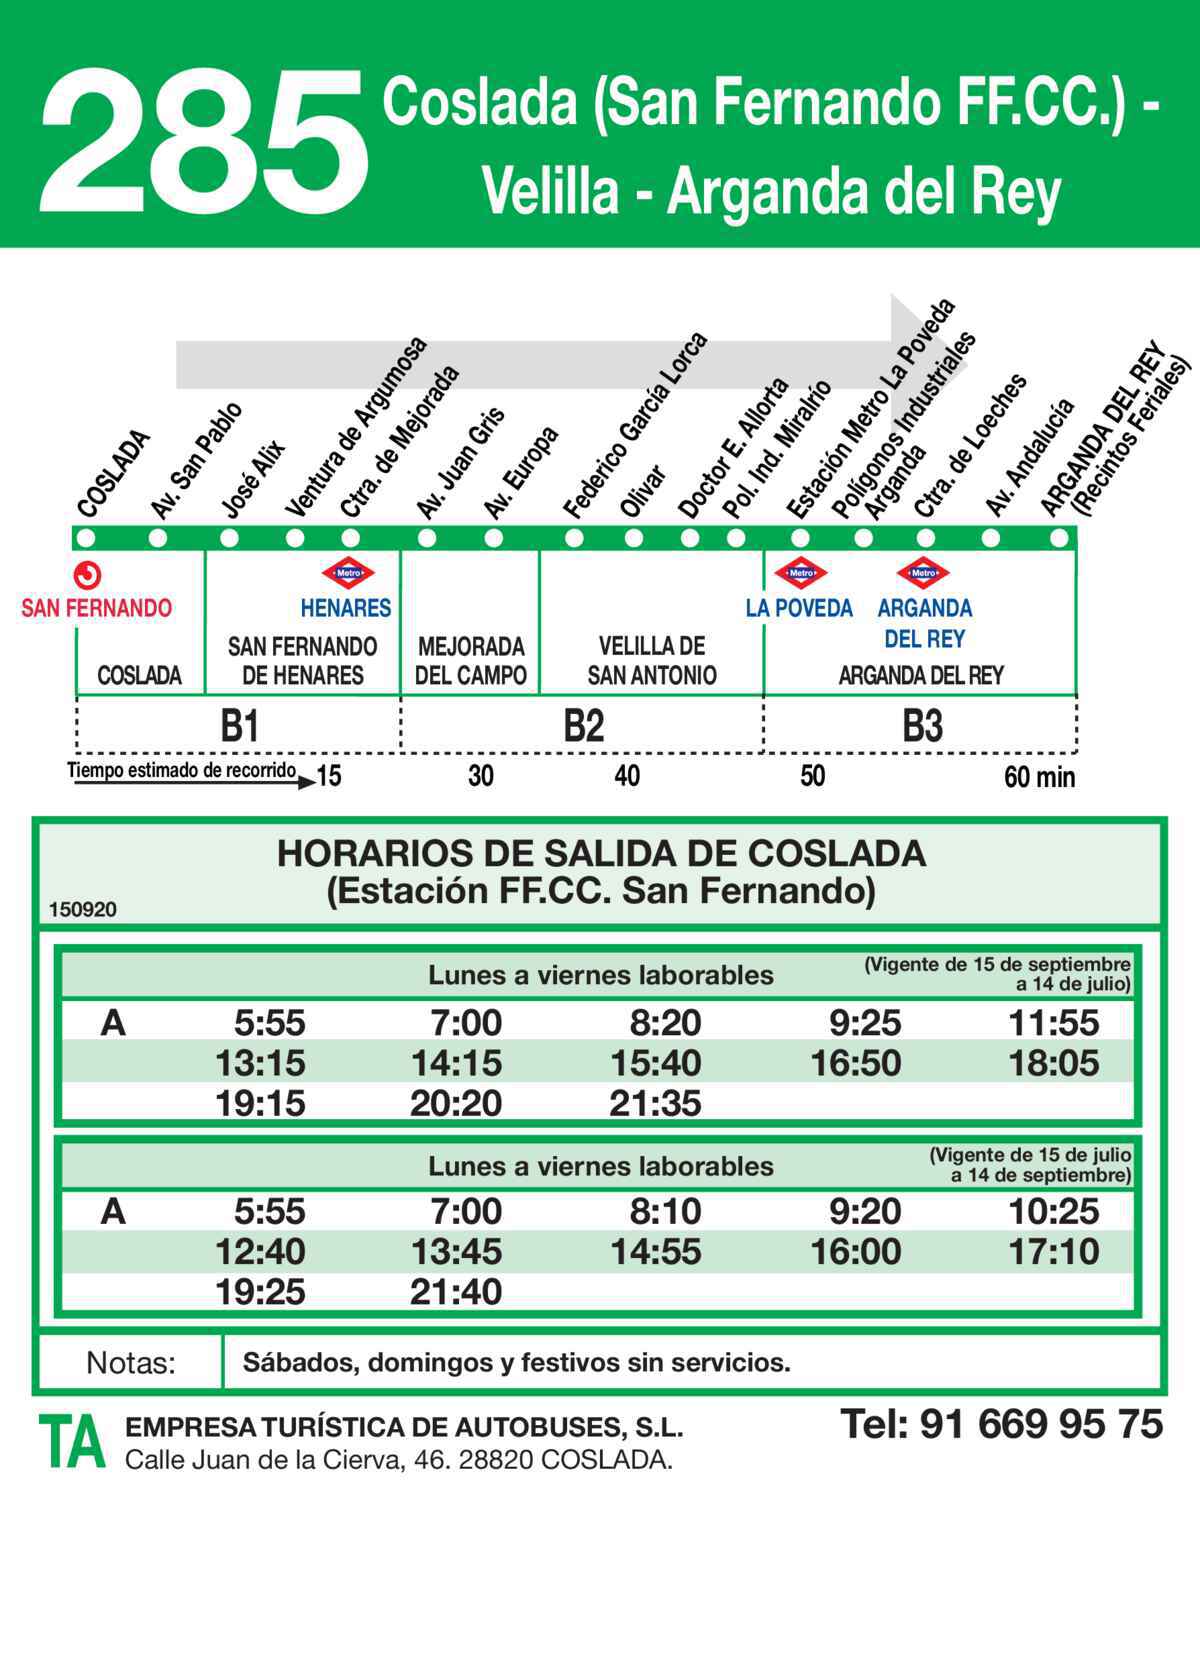 285
Coslada (San Fernando FF.CC.) -
Velilla - Arganda del Rey
COSLADA
Av. San Pablo
José Alix
Ventura de Argumosa
Ctra. de Mejorada
Av. Juan Gris
Av. Europa
Federico García Lorca
Olivar
Doctor E. Allorta
Pol. Ind. Miralrío
Estación Metro La Poveda
Polígonos Industriales
Arganda
Ctra. de Loeches
Av. Andalucía
ARGANDA DEL REY
(Recintos Feriales)
Metro Metro Metro
SAN FERNANDO HENARES LA POVEDA ARGANDA
DEL REY
COSLADA
SAN FERNANDO
DE HENARES
MEJORADA
DEL CAMPO
VELILLA DE
SAN ANTONIO
ARGANDA DEL REY
B1 B2 B3
Tiempo estimado de recorrido 15 30 40 50 60 min
HORARIOS DE SALIDA DE COSLADA
(Estación FF.CC. San Fernando)
150920
Lunes a viernes laborables
(Vigente de 15 de septiembre
a 14 de julio)
A 5:55 7:00 8:20 9:25 11:55
13:15 14:15 15:40 16:50 18:05
19:15 20:20 21:35
Lunes a viernes laborables
(Vigente de 15 de julio
a 14 de septiembre)
A 5:55 7:00 8:10 9:20 10:25
12:40 13:45 14:55 16:00 17:10
19:25 21:40
Notas: Sábados, domingos y festivos sin servicios.
TA
EMPRESA TURÍSTICA DE AUTOBUSES, S.L.
Calle Juan de la Cierva, 46. 28820 COSLADA.
Tel: 91 669 95 75